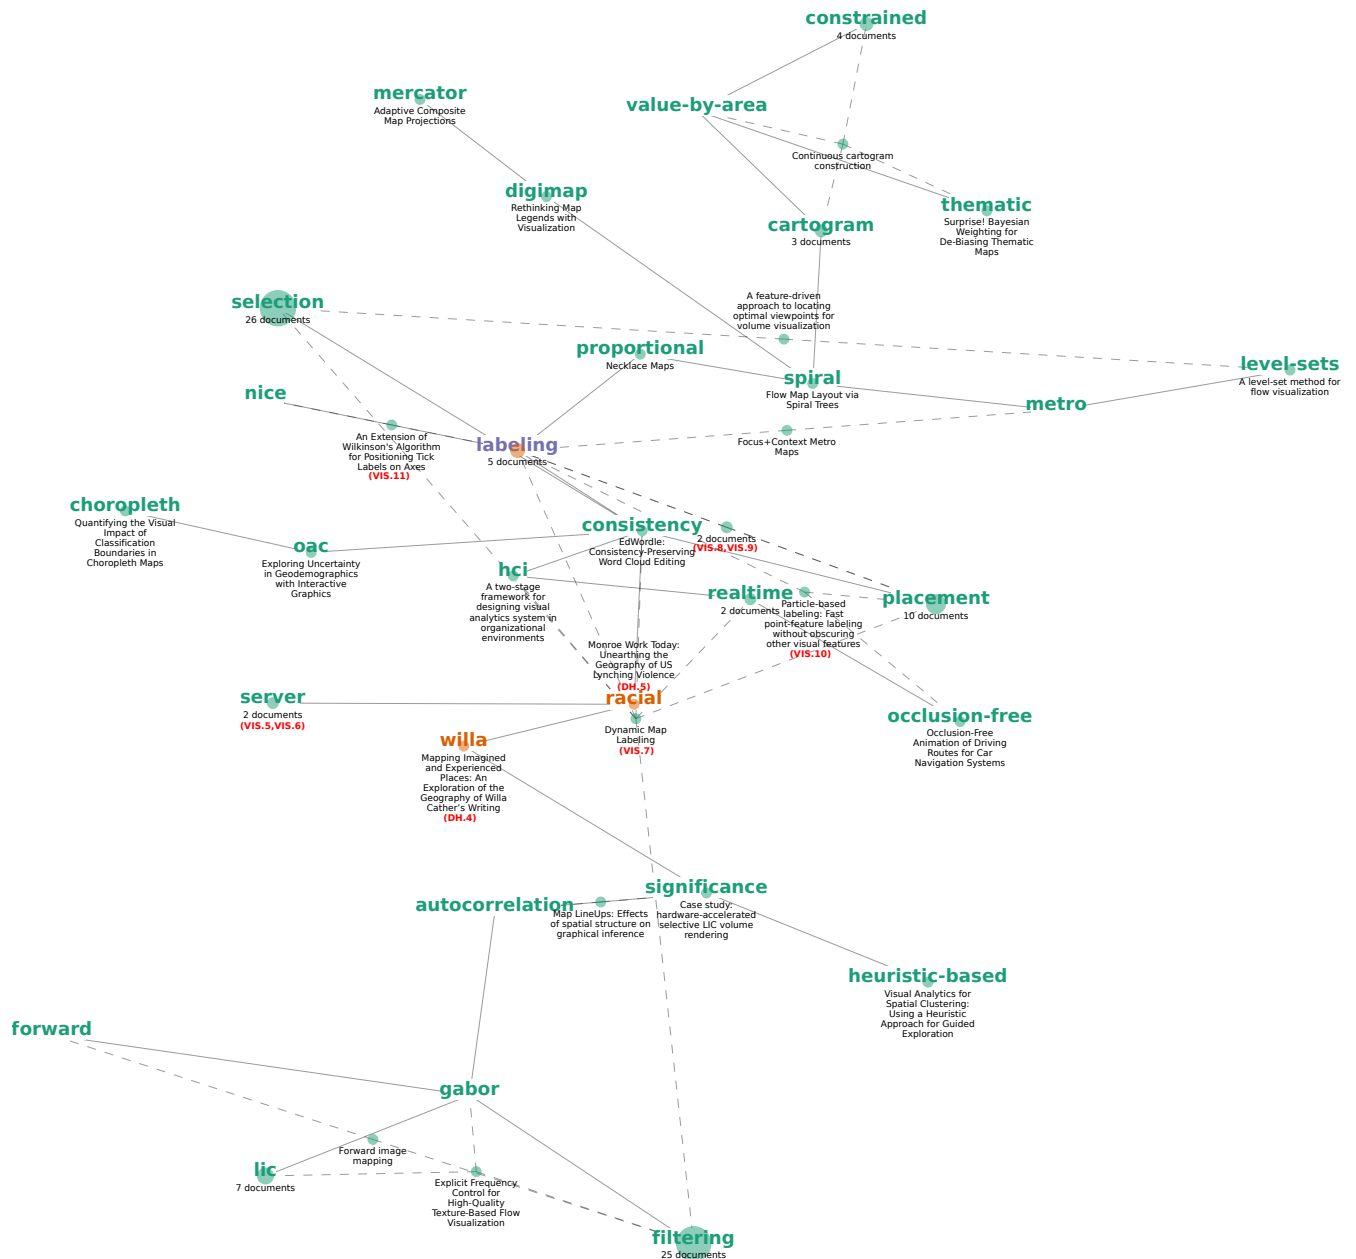 constrained
4 documents
mercator
Adaptive Composite
Map Projections
value-by-area
Continuous cartogram
construction
digimap
Rethinking Map
Legends with
Visualization
thematic
Surprise! Bayesian
Weighting for
De-Biasing Thematic
Maps
cartogram
3 documents
selection
26 documents
A feature-driven
approach to locating
optimal viewpoints for
volume visualization
proportional
Necklace Maps
level-sets
A level-set method for
flow visualization
spiral
Flow Map Layout via
Spiral Trees
nice
metro
An Extension of
Wilkinson's Algorithm
for Positioning Tick
Labels on Axes
(VIS.11)
labeling
5 documents
Focus+Context Metro
Maps
choropleth
Quantifying the Visual
Impact of
Classification
Boundaries in
Choropleth Maps
oac
Exploring Uncertainty
in Geodemographics
with Interactive
Graphics
consistency
EdWordle:
Consistency-Preserving
Word Cloud Editing
2 documents
(VIS.8,VIS.9)
hci
A two-stage
framework for
designing visual
analytics system in
organizational
environments
realtime
2 documents
Particle-based
labeling: Fast
point-feature labeling
without obscuring
other visual features
(VIS.10)
placement
10 documents
Monroe Work Today:
Unearthing the
Geography of US
Lynching Violence
(DH.5)
racial
server
2 documents
(VIS.5,VIS.6)
Dynamic Map
Labeling
(VIS.7)
occlusion-free
Occlusion-Free
Animation of Driving
Routes for Car
Navigation Systems
willa
Mapping Imagined
and Experienced
Places: An
Exploration of the
Geography of Willa
Cather's Writing
(DH.4)
significance
Case study:
hardware-accelerated
selective LIC volume
rendering
autocorrelation
Map LineUps: Effects
of spatial structure on
graphical inference
heuristic-based
Visual Analytics for
Spatial Clustering:
Using a Heuristic
Approach for Guided
Exploration
forward
gabor
Forward image
mapping
lic
7 documents
Explicit Frequency
Control for
High-Quality
Texture-Based Flow
Visualization
filtering
25 documents